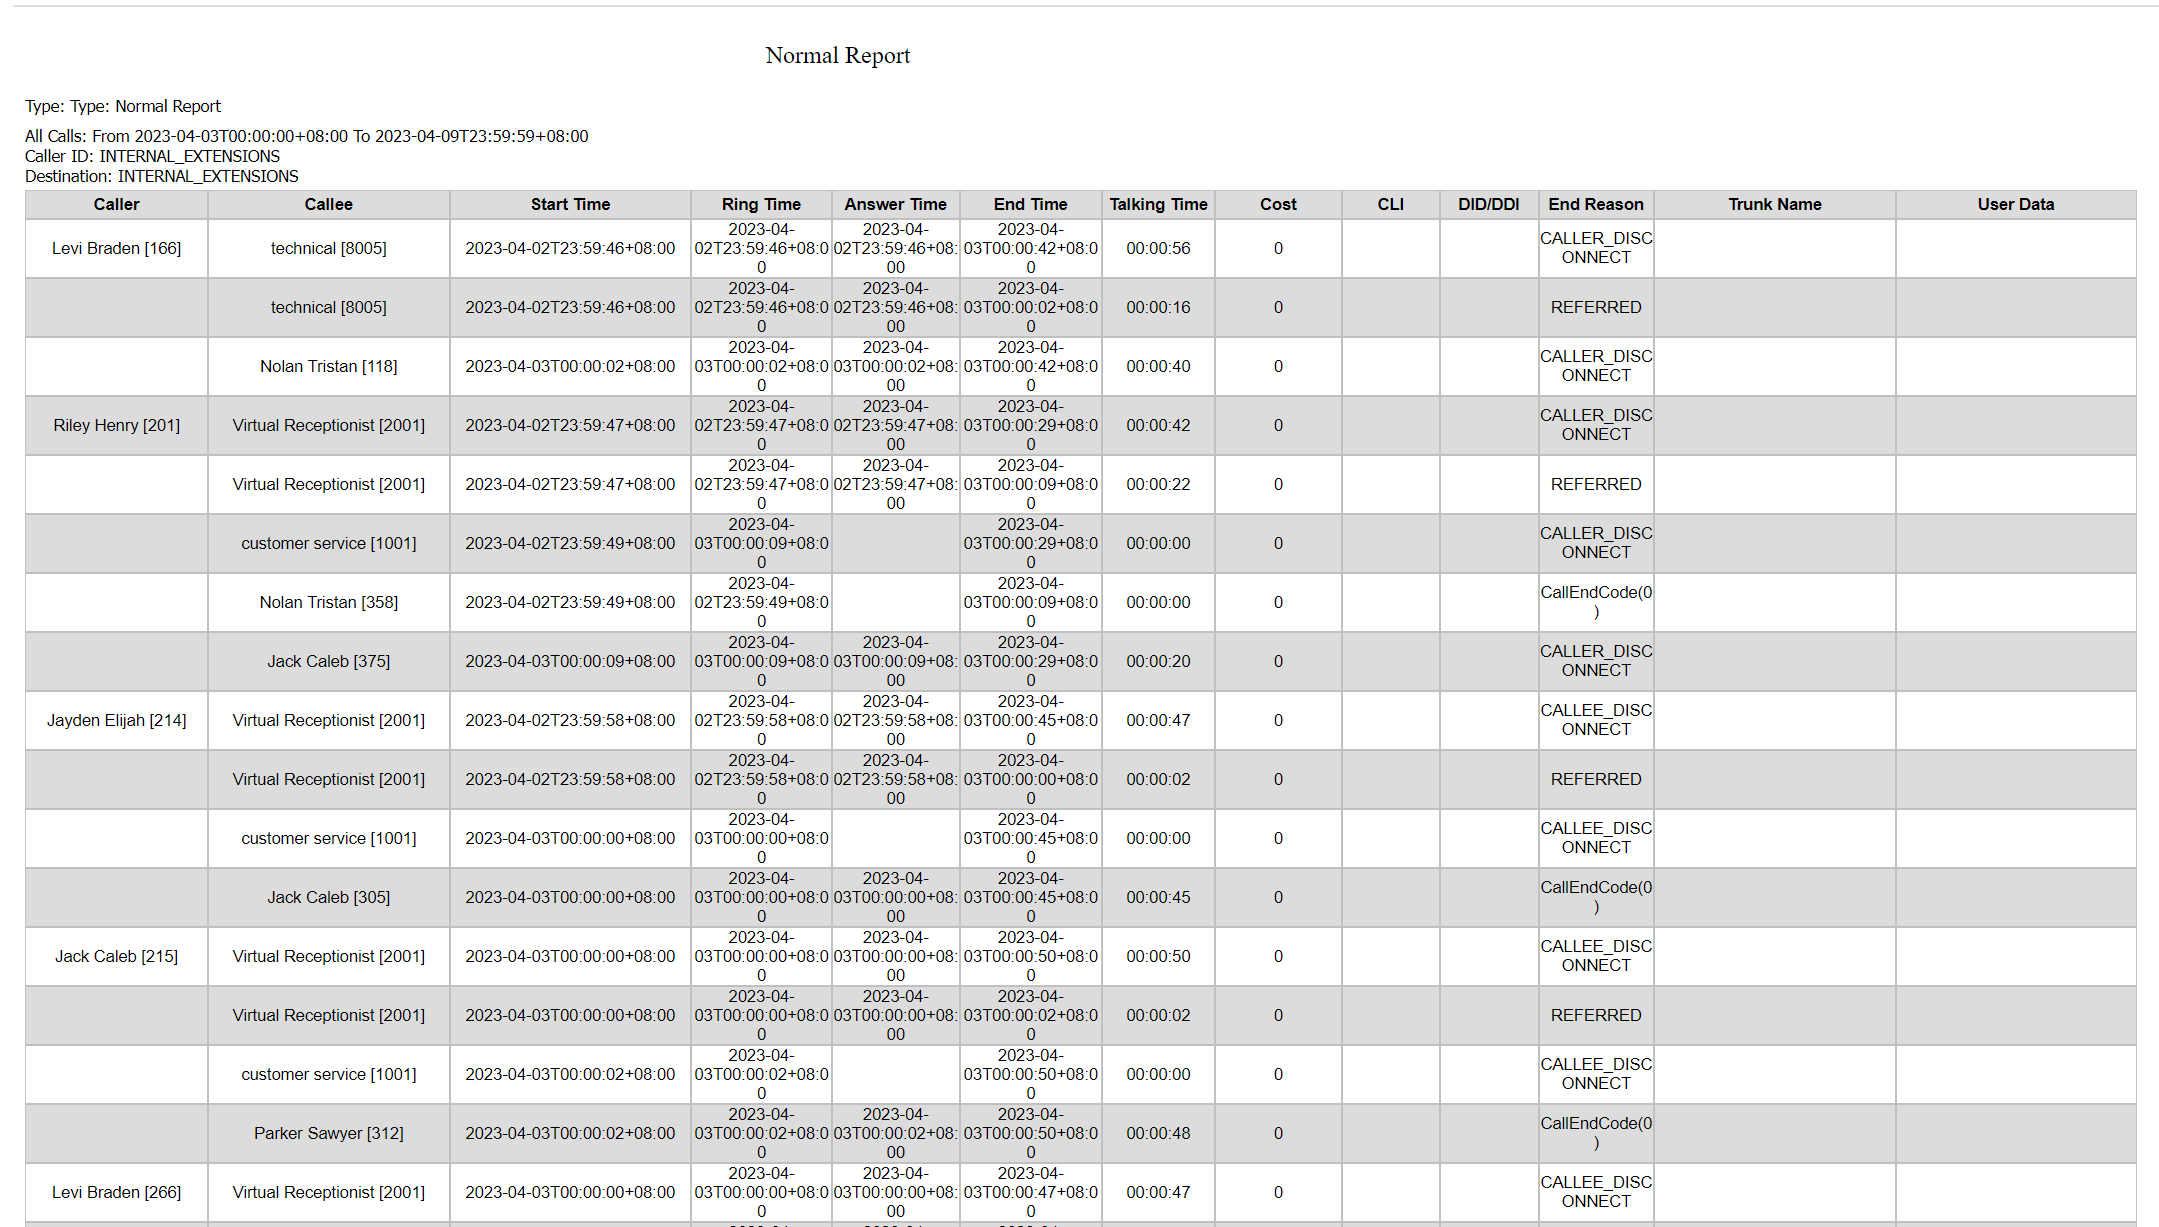 Normal Report
Type: Type: Normal Report
All Calls: From 2023-04-03T00:00:00+08:00 To 2023-04-09T23:59:59+08:00
Caller ID: INTERNAL_EXTENSIONS
Destination: INTERNAL_EXTENSIONS
Caller Callee Start Time Ring Time Answer Time End Time Talking Time Cost CLI DID/DDI End Reason Trunk Name User Data
Levi Braden [166] technical [8005] 2023-04-02T23:59:46+08:00 2023-04-02T23:59:46+08:00 2023-04-02T23:59:46+08:00 2023-04-03T00:00:42+08:00 00:00:56 0 CALLER_DISCONNECT
technical [8005] 2023-04-02T23:59:46+08:00 2023-04-02T23:59:46+08:00 2023-04-02T23:59:46+08:00 2023-04-03T00:00:02+08:00 00:00:16 0 REFERRED
Nolan Tristan [118] 2023-04-03T00:00:02+08:00 2023-04-03T00:00:02+08:00 2023-04-03T00:00:02+08:00 2023-04-03T00:00:42+08:00 00:00:40 0 CALLER_DISCONNECT
Riley Henry [201] Virtual Receptionist [2001] 2023-04-02T23:59:47+08:00 2023-04-02T23:59:47+08:00 2023-04-02T23:59:47+08:00 2023-04-03T00:00:29+08:00 00:00:42 0 CALLER_DISCONNECT
Virtual Receptionist [2001] 2023-04-02T23:59:47+08:00 2023-04-02T23:59:47+08:00 2023-04-02T23:59:47+08:00 2023-04-03T00:00:09+08:00 00:00:22 0 REFERRED
customer service [1001] 2023-04-02T23:59:49+08:00 2023-04-03T00:00:09+08:00 2023-04-03T00:00:29+08:00 00:00:00 0 CALLER_DISCONNECT
Nolan Tristan [358] 2023-04-02T23:59:49+08:00 2023-04-02T23:59:49+08:00 2023-04-03T00:00:09+08:00 00:00:00 0 CallEndCode(0)
Jack Caleb [375] 2023-04-03T00:00:09+08:00 2023-04-03T00:00:09+08:00 2023-04-03T00:00:09+08:00 2023-04-03T00:00:29+08:00 00:00:20 0 CALLER_DISCONNECT
Jayden Elijah [214] Virtual Receptionist [2001] 2023-04-02T23:59:58+08:00 2023-04-02T23:59:58+08:00 2023-04-02T23:59:58+08:00 2023-04-03T00:00:45+08:00 00:00:47 0 CALLEE_DISCONNECT
Virtual Receptionist [2001] 2023-04-02T23:59:58+08:00 2023-04-02T23:59:58+08:00 2023-04-02T23:59:58+08:00 2023-04-03T00:00:00+08:00 00:00:02 0 REFERRED
customer service [1001] 2023-04-03T00:00:00+08:00 2023-04-03T00:00:00+08:00 2023-04-03T00:00:45+08:00 00:00:00 0 CALLEE_DISCONNECT
Jack Caleb [305] 2023-04-03T00:00:00+08:00 2023-04-03T00:00:00+08:00 2023-04-03T00:00:00+08:00 2023-04-03T00:00:45+08:00 00:00:45 0 CallEndCode(0)
Jack Caleb [215] Virtual Receptionist [2001] 2023-04-03T00:00:00+08:00 2023-04-03T00:00:00+08:00 2023-04-03T00:00:00+08:00 2023-04-03T00:00:50+08:00 00:00:50 0 CALLEE_DISCONNECT
Virtual Receptionist [2001] 2023-04-03T00:00:00+08:00 2023-04-03T00:00:00+08:00 2023-04-03T00:00:00+08:00 2023-04-03T00:00:02+08:00 00:00:02 0 REFERRED
customer service [1001] 2023-04-03T00:00:02+08:00 2023-04-03T00:00:02+08:00 2023-04-03T00:00:50+08:00 00:00:00 0 CALLEE_DISCONNECT
Parker Sawyer [312] 2023-04-03T00:00:02+08:00 2023-04-03T00:00:02+08:00 2023-04-03T00:00:02+08:00 2023-04-03T00:00:50+08:00 00:00:48 0 CallEndCode(0)
Levi Braden [266] Virtual Receptionist [2001] 2023-04-03T00:00:00+08:00 2023-04-03T00:00:00+08:00 2023-04-03T00:00:00+08:00 2023-04-03T00:00:47+08:00 00:00:47 0 CALLEE_DISCONNECT